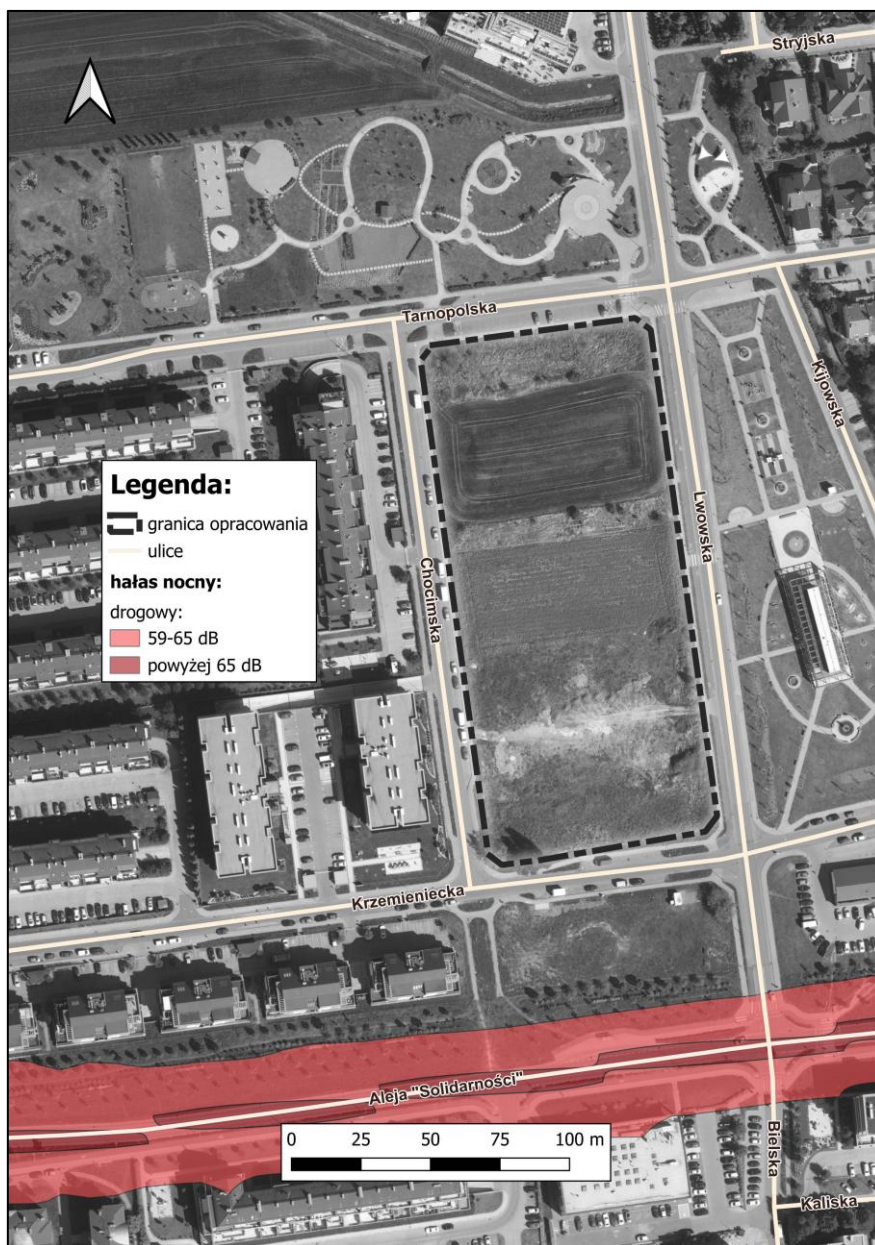 Stryjska
Tarnopolska
Kijowska
Legenda:
granica opracowania
ulice
hałas nocny:
drogowy:
59-65 dB
powyżej 65 dB
Chocimska
Lwowska
Krzemieniecka
Aleja "Solidarności"
0 25 50 75 100 m
Bielska
Kaliska